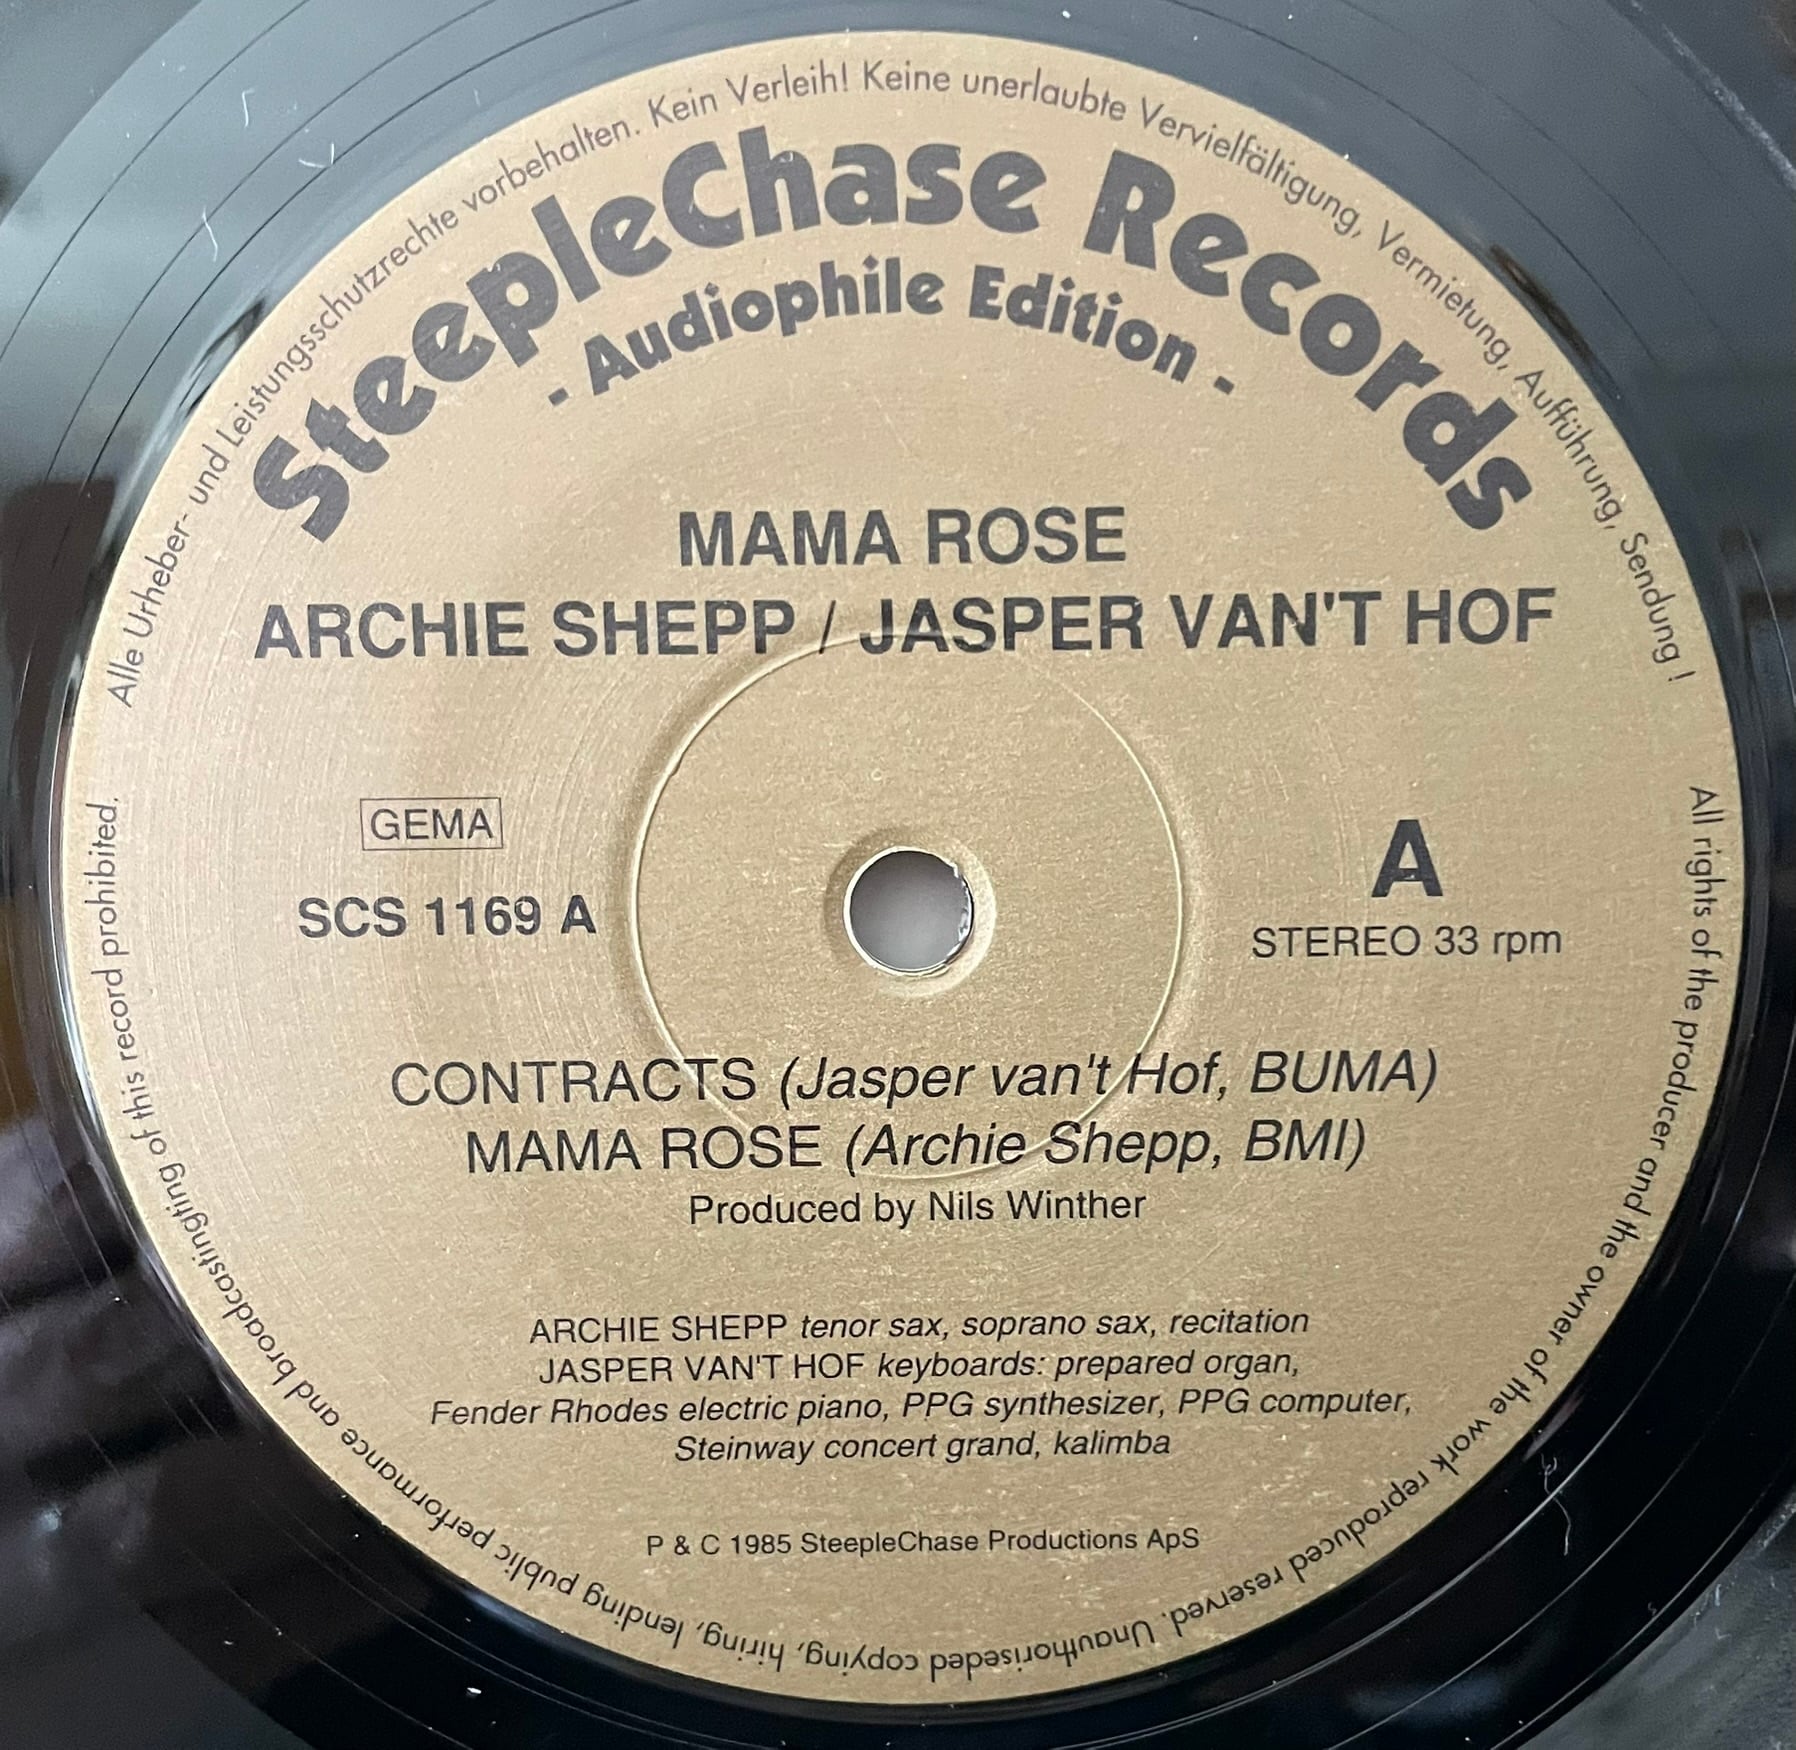 Alle Urheber- und Leistungsschutzrechte vorbehalten. Kein Verleih! Keine unerlaubte Vervielfältigung, Vermietung, Aufführung, Sendung !
SteepleChase Records
- Audiophile Edition -
MAMA ROSE
ARCHIE SHEPP / JASPER VAN'T HOF
GEMA
SCS 1169 A
A
STEREO 33 rpm
CONTRACTS (Jasper van't Hof, BUMA)
MAMA ROSE (Archie Shepp, BMI)
Produced by Nils Winther
ARCHIE SHEPP tenor sax, soprano sax, recitation
JASPER VAN'T HOF keyboards: prepared organ,
Fender Rhodes electric piano, PPG synthesizer, PPG computer,
Steinway concert grand, kalimba
P & C 1985 SteepleChase Productions ApS
All rights of the producer and the owner of the work reproduced reserved. Unauthoriseded copying, hiring, lending public performance and broadcastingting of this record prohibited.